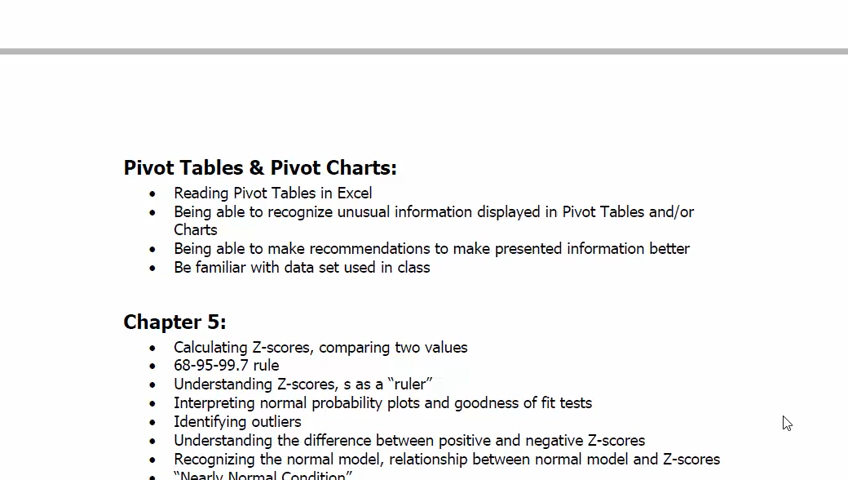 Pivot Tables & Pivot Charts:
• Reading Pivot Tables in Excel
• Being able to recognize unusual information displayed in Pivot Tables and/or
Charts
• Being able to make recommendations to make presented information better
• Be familiar with data set used in class
Chapter 5:
• Calculating Z-scores, comparing two values
• 68-95-99.7 rule
• Understanding Z-scores, s as a “ruler”
• Interpreting normal probability plots and goodness of fit tests
• Identifying outliers
• Understanding the difference between positive and negative Z-scores
• Recognizing the normal model, relationship between normal model and Z-scores
• “Nearly Normal Condition”